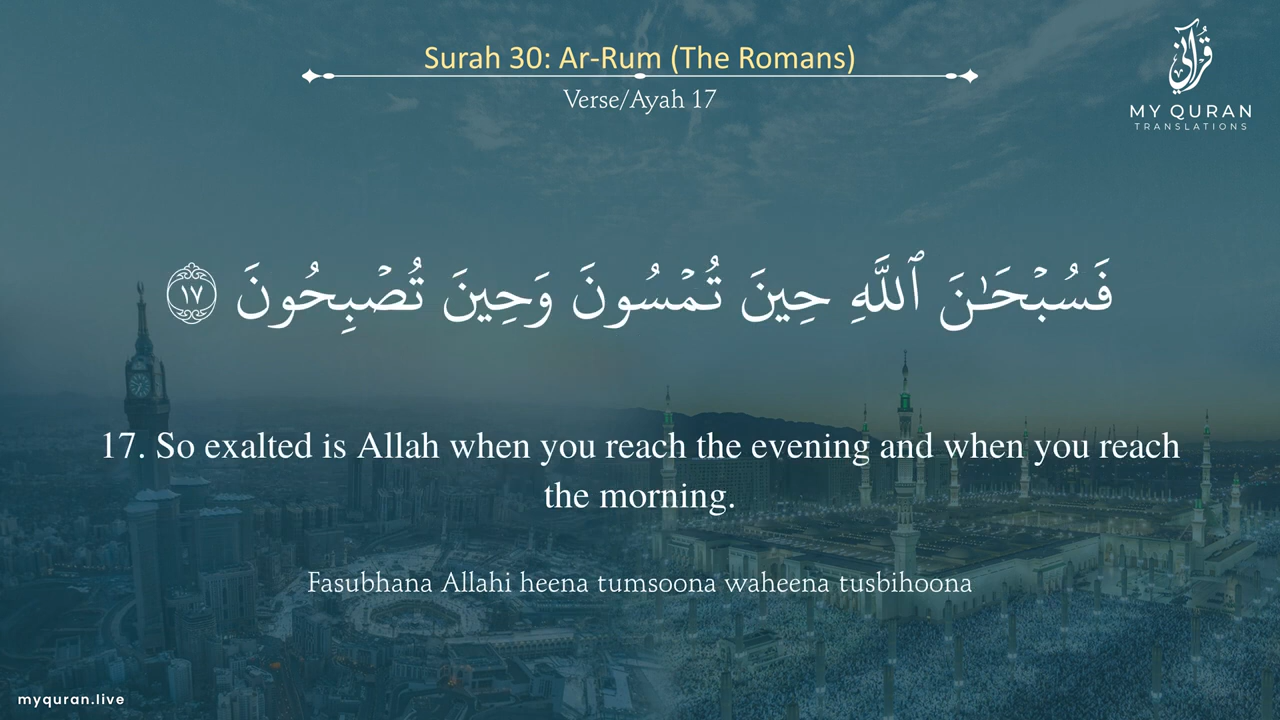 Surah 30: Ar-Rum (The Romans)
Verse/Ayah 17
قرآني
MY QURAN
TRANSLATIONS
فَسُبْحَـٰنَ ٱللَّهِ حِينَ تُمْسُونَ وَحِينَ تُصْبِحُونَ ١٧
17. So exalted is Allah when you reach the evening and when you reach
the morning.
Fasubhana Allahi heena tumsoona waheena tusbihoona
myquran.live